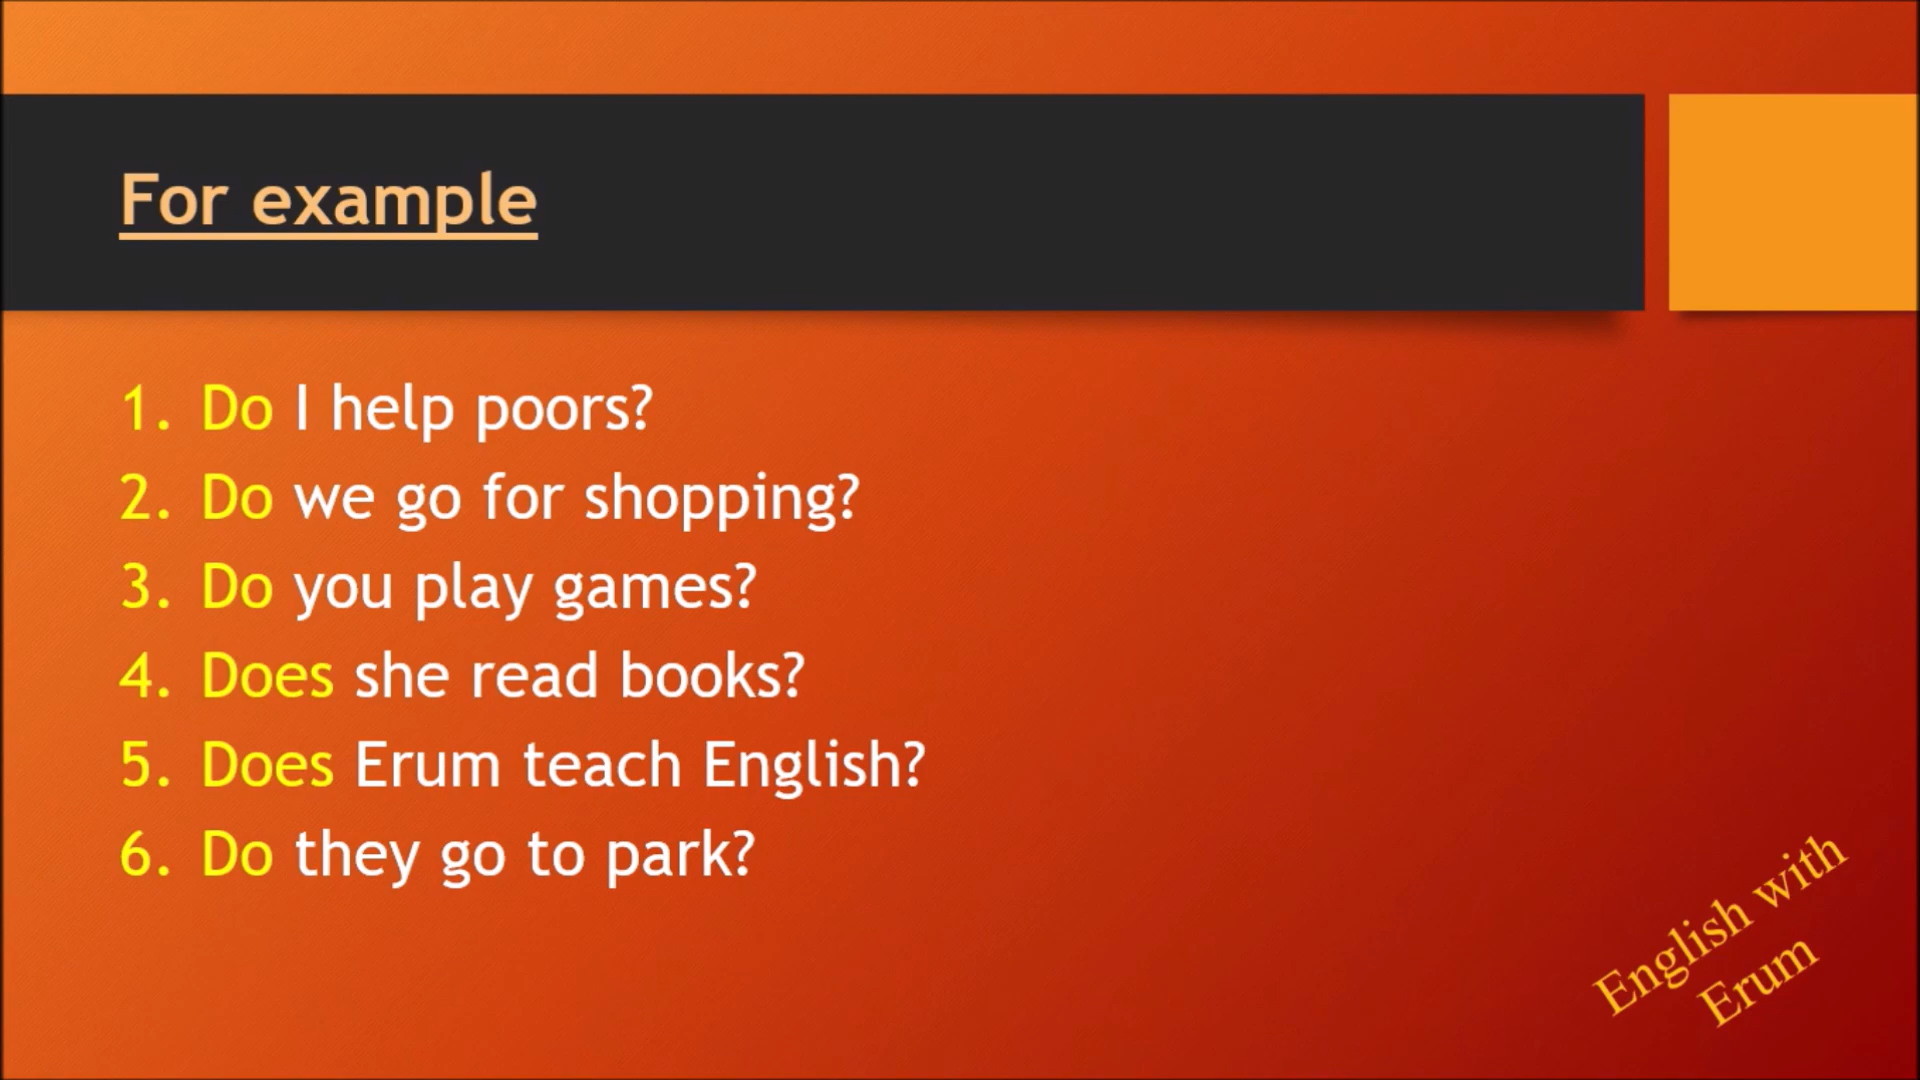 For example
1. Do I help poors?
2. Do we go for shopping?
3. Do you play games?
4. Does she read books?
5. Does Erum teach English?
6. Do they go to park?
English with
Erum